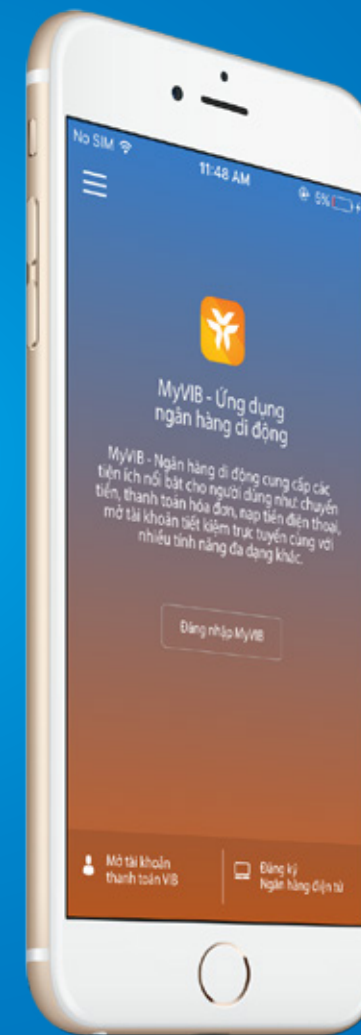 No SIM
11:48 AM
5%
MyVIB - Ứng dụng
ngân hàng di động
MyVIB - Ngân hàng di động cung cấp các
tiện ích nổi bật cho người dùng như: chuyển
tiền, thanh toán hóa đơn, nạp tiền điện thoại,
mở tài khoản tiết kiệm trực tuyến cùng với
nhiều tính năng đa dạng khác.
Đăng nhập MyVIB
Mở tài khoản
thanh toán VIB
Đăng ký
Ngân hàng điện tử